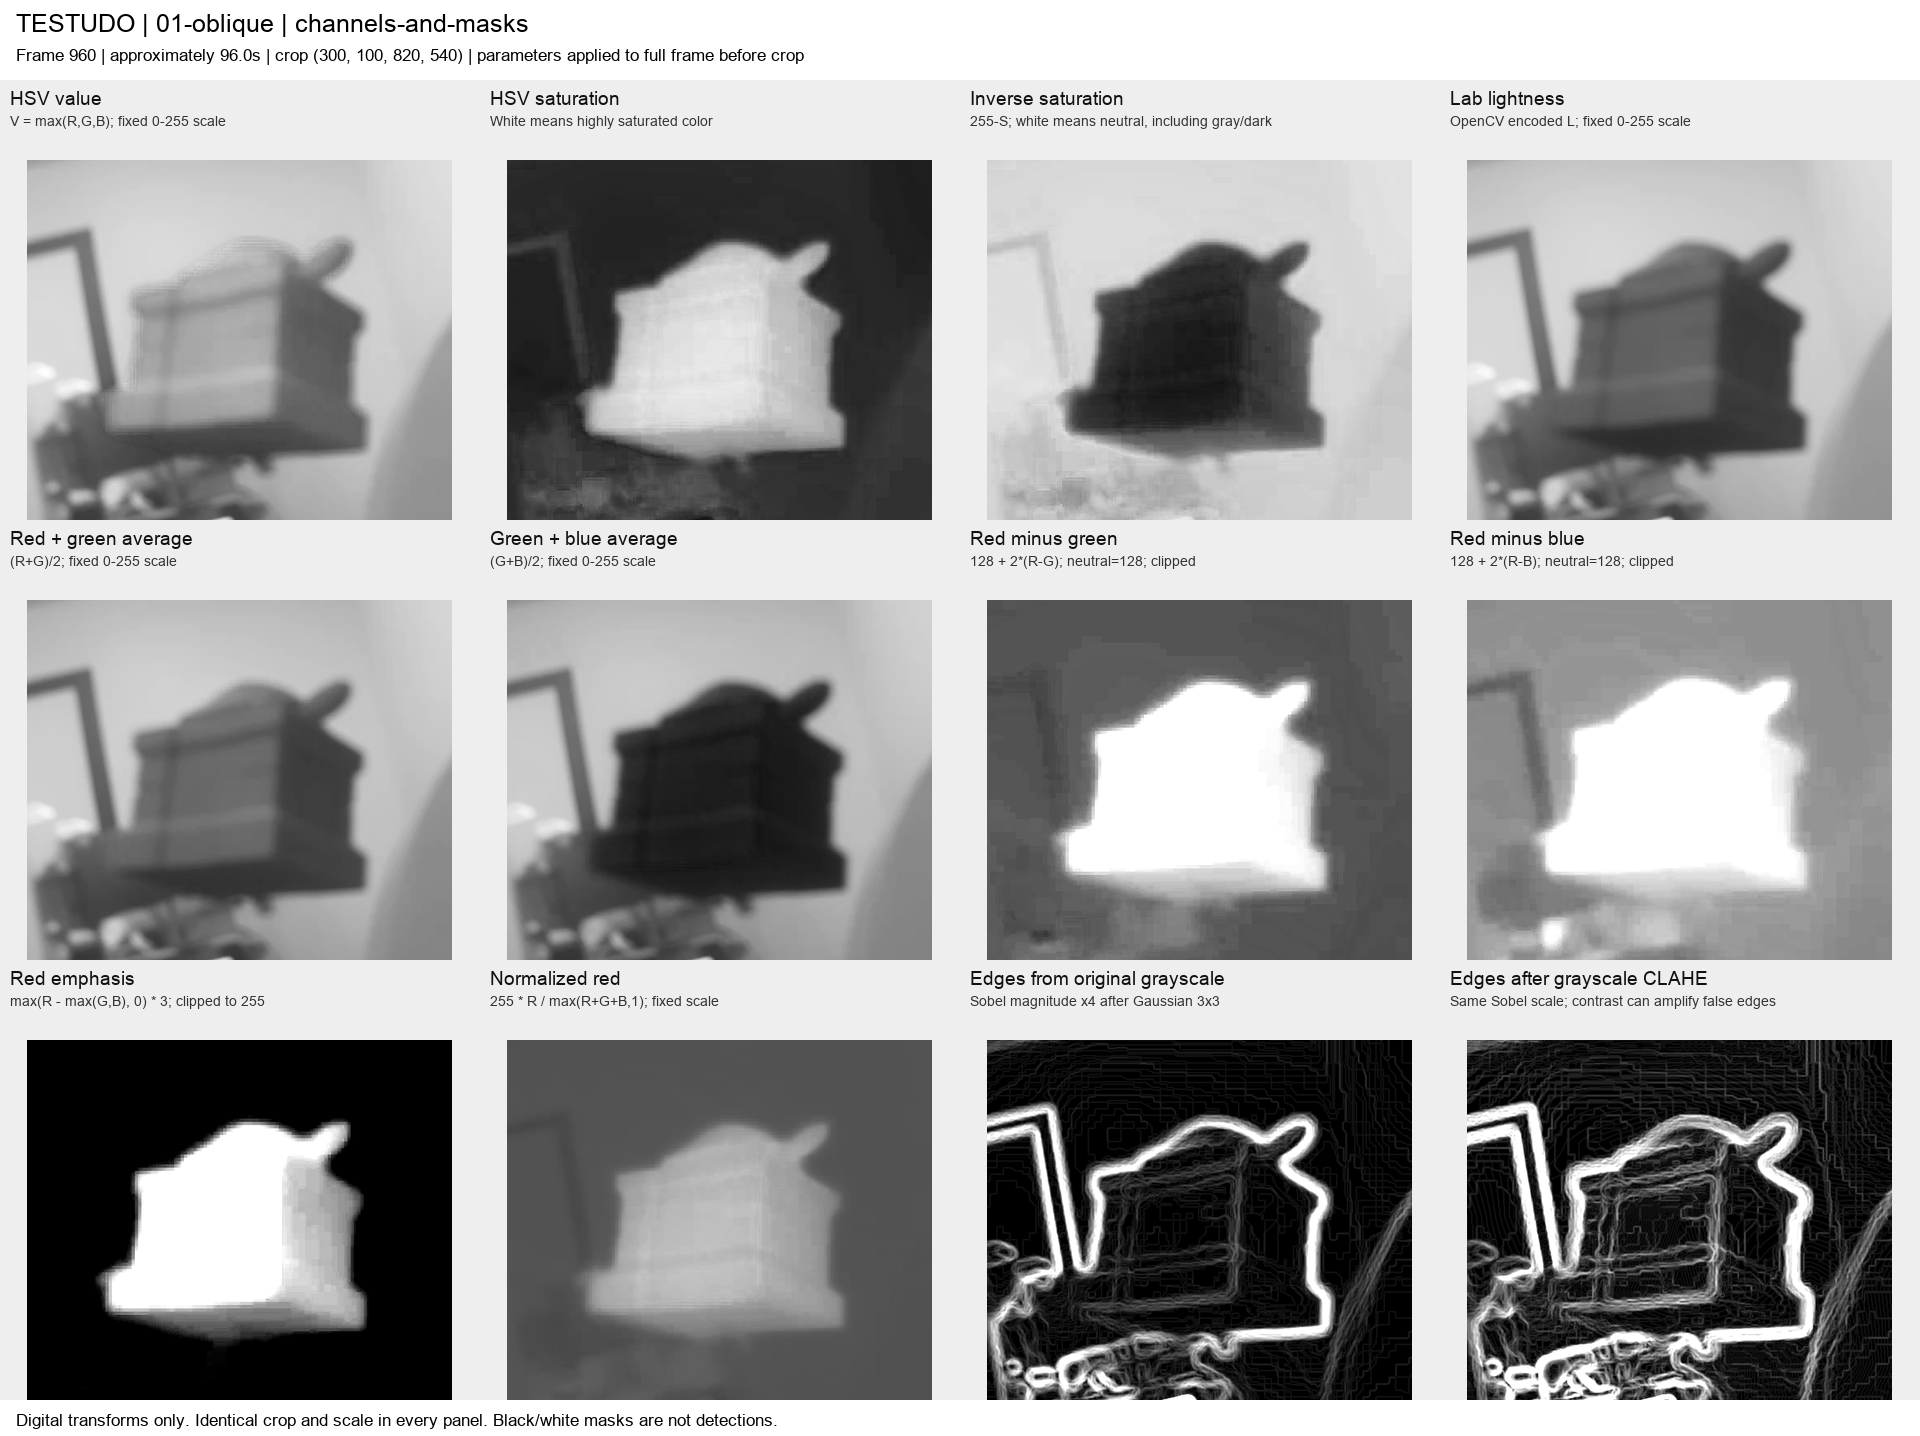 TESTUDO | 01-oblique | channels-and-masks
Frame 960 | approximately 96.0s | crop (300, 100, 820, 540) | parameters applied to full frame before crop
HSV value
V = max(R,G,B); fixed 0-255 scale
HSV saturation
White means highly saturated color
Inverse saturation
255-S; white means neutral, including gray/dark
Lab lightness
OpenCV encoded L; fixed 0-255 scale
Red + green average
(R+G)/2; fixed 0-255 scale
Green + blue average
(G+B)/2; fixed 0-255 scale
Red minus green
128 + 2*(R-G); neutral=128; clipped
Red minus blue
128 + 2*(R-B); neutral=128; clipped
Red emphasis
max(R - max(G,B), 0) * 3; clipped to 255
Normalized red
255 * R / max(R+G+B,1); fixed scale
Edges from original grayscale
Sobel magnitude x4 after Gaussian 3x3
Edges after grayscale CLAHE
Same Sobel scale; contrast can amplify false edges
Digital transforms only. Identical crop and scale in every panel. Black/white masks are not detections.